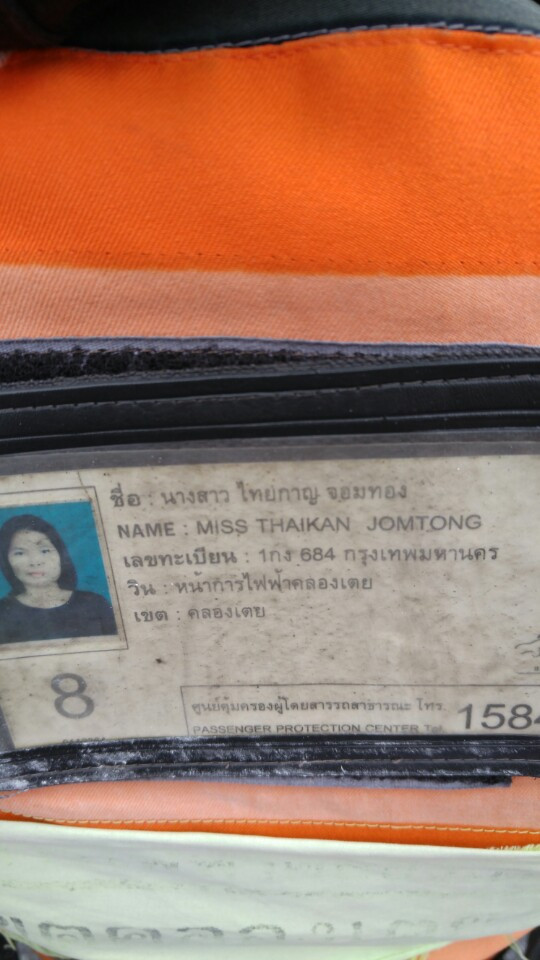 ชื่อ : นางสาว ไทยกาญ จอมทอง
NAME : MISS THAIKAN JOMTONG
เลขทะเบียน : 1กง 684 กรุงเทพมหานคร
วิน : หน้าการไฟฟ้าคลองเตย
เขต : คลองเตย
8
ศูนย์คุ้มครองผู้โดยสารรถสาธารณะ โทร.
PASSENGER PROTECTION CENTER Tel. 1584